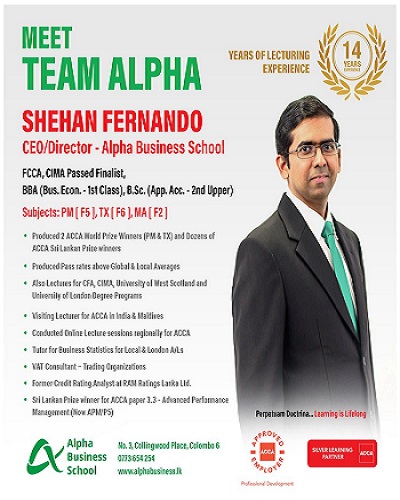 MEET
TEAM ALPHA
YEARS OF LECTURING
EXPERIENCE
14
YEARS
EXPERIENCE
SHEHAN FERNANDO
CEO/Director - Alpha Business School
FCCA, CIMA Passed Finalist,
BBA (Bus. Econ. - 1st Class), B.Sc. (App. Acc. - 2nd Upper)
Subjects: PM [ F5 ], TX [ F6 ], MA [ F2 ]
• Produced 2 ACCA World Prize Winners (PM & TX) and Dozens of
ACCA Sri Lankan Prize winners
• Produced Pass rates above Global & Local Averages
• Also Lectures for CFA, CIMA, University of West Scotland and
University of London Degree Programs
• Visiting Lecturer for ACCA in India & Maldives
• Conducted Online Lecture sessions regionally for ACCA
• Tutor for Business Statistics for Local & London A/Ls
• VAT Consultant – Trading Organizations
• Former Credit Rating Analyst at RAM Ratings Lanka Ltd.
• Sri Lankan Prize winner for ACCA paper 3.3 - Advanced Performance
Management (Now APM/P5)
Perpetuam Doctrina... Learning is Lifelong
Alpha
Business
School
No. 3, Collingwood Place, Colombo 6
0773 654 254
www.alphabusiness.lk
APPROVED
ACCA
EMPLOYER
Professional Development
SILVER LEARNING
PARTNER
ACCA